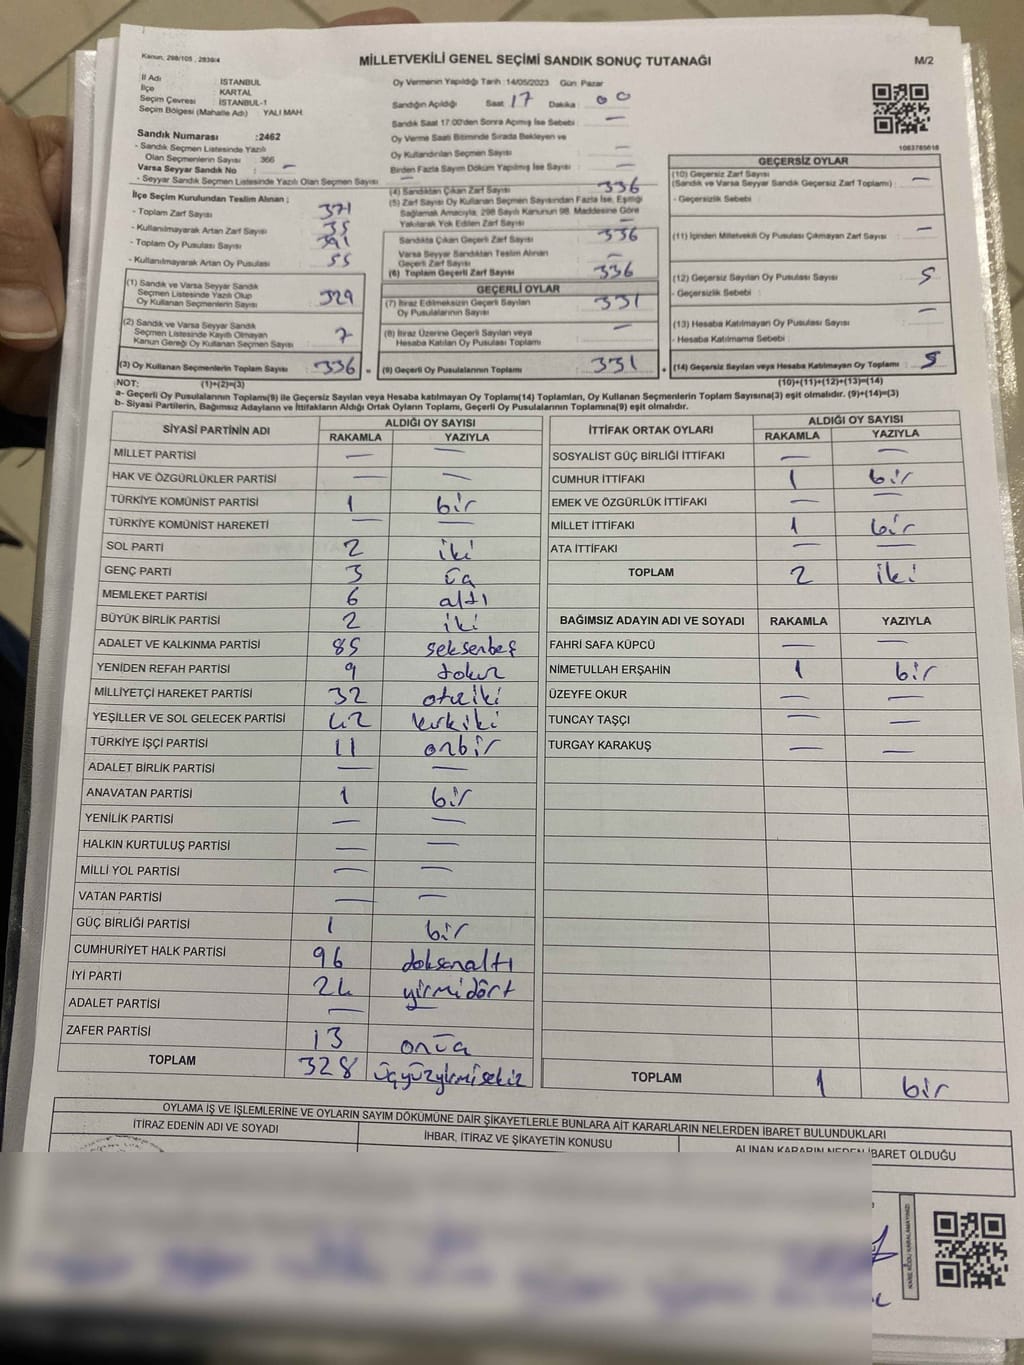 Kanun, 298/105 , 2839/4
MİLLETVEKİLİ GENEL SEÇİMİ SANDIK SONUÇ TUTANAĞI
M/2
İl Adı İSTANBUL
İlçe KARTAL
Seçim Çevresi İSTANBUL-1
Seçim Bölgesi (Mahalle Adı) : YALI MAH.
Sandık Numarası :2462
- Sandık Seçmen Listesinde Yazılı
Olan Seçmenlerin Sayısı : 366
Varsa Seyyar Sandık No : —
- Seyyar Sandık Seçmen Listesinde Yazılı Olan Seçmen Sayısı
Oy Vermenin Yapıldığı Tarih :14/05/2023 Gün Pazar
Sandığın Açıldığı Saat 17 Dakika 00
Sandık Saat 17:00'den Sonra Açılmış İse Sebebi : —
Oy Verme Saati Bitiminde Sırada Bekleyen ve
Oy Kullandırılan Seçmen Sayısı : —
Birden Fazla Sayım Döküm Yapılmış İse Sayısı : —
1083785618
İlçe Seçim Kurulundan Teslim Alınan ;
- Toplam Zarf Sayısı : 371
- Kullanılmayarak Artan Zarf Sayısı : 35
- Toplam Oy Pusulası Sayısı : 391
- Kullanılmayarak Artan Oy Pusulası : 55
(1) Sandık ve Varsa Seyyar Sandık
Seçmen Listesinde Yazılı Olup
Oy Kullanan Seçmenlerin Sayısı : 329
(2) Sandık ve Varsa Seyyar Sandık
Seçmen Listesinde Kayıtlı Olmayan
Kanun Gereği Oy Kullanan Seçmen Sayısı : 7
(3) Oy Kullanan Seçmenlerin Toplam Sayısı : 336 =
(4) Sandıktan Çıkan Zarf Sayısı : 336
(5) Zarf Sayısı Oy Kullanan Seçmen Sayısından Fazla İse, Eşitliği
Sağlamak Amacıyla, 298 Sayılı Kanunun 98. Maddesine Göre
Yakılarak Yok Edilen Zarf Sayısı : —
Sandıkta Çıkan Geçerli Zarf Sayısı : 336
Varsa Seyyar Sandıktan Teslim Alınan
Geçerli Zarf Sayısı : —
(6) Toplam Geçerli Zarf Sayısı : 336
GEÇERLİ OYLAR
(7) İtiraz Edilmeksizin Geçerli Sayılan
Oy Pusulalarının Sayısı : 331
(8) İtiraz Üzerine Geçerli Sayılan veya
Hesaba Katılan Oy Pusulası Toplamı : —
(9) Geçerli Oy Pusulalarının Toplamı : 331 +
GEÇERSİZ OYLAR
(10) Geçersiz Zarf Sayısı
(Sandık ve Varsa Seyyar Sandık Geçersiz Zarf Toplamı) : —
- Geçersizlik Sebebi :
(11) İçinden Milletvekili Oy Pusulası Çıkmayan Zarf Sayısı : —
(12) Geçersiz Sayılan Oy Pusulası Sayısı : 5
- Geçersizlik Sebebi :
(13) Hesaba Katılmayan Oy Pusulası Sayısı : —
- Hesaba Katılmama Sebebi :
(14) Geçersiz Sayılan veya Hesaba Katılmayan Oy Toplamı : 5
NOT: (1)+(2)=(3) (10)+(11)+(12)+(13)=(14)
a- Geçerli Oy Pusulalarının Toplamı(9) ile Geçersiz Sayılan veya Hesaba katılmayan Oy Toplamı(14) Toplamları, Oy Kullanan Seçmenlerin Toplam Sayısına(3) eşit olmalıdır. (9)+(14)=(3)
b- Siyasi Partilerin, Bağımsız Adayların ve İttifakların Aldığı Ortak Oyların Toplamı, Geçerli Oy Pusulalarının Toplamına(9) eşit olmalıdır.
SİYASİ PARTİNİN ADI ALDIĞI OY SAYISI
RAKAMLA YAZIYLA
MİLLET PARTİSİ — —
HAK VE ÖZGÜRLÜKLER PARTİSİ — —
TÜRKİYE KOMÜNİST PARTİSİ 1 bir
TÜRKİYE KOMÜNİST HAREKETİ — —
SOL PARTİ 2 iki
GENÇ PARTİ 3 üç
MEMLEKET PARTİSİ 6 altı
BÜYÜK BİRLİK PARTİSİ 2 iki
ADALET VE KALKINMA PARTİSİ 85 seksenbeş
YENİDEN REFAH PARTİSİ 9 dokuz
MİLLİYETÇİ HAREKET PARTİSİ 32 otuziki
YEŞİLLER VE SOL GELECEK PARTİSİ 42 kırkiki
TÜRKİYE İŞÇİ PARTİSİ 11 onbir
ADALET BİRLİK PARTİSİ — —
ANAVATAN PARTİSİ 1 bir
YENİLİK PARTİSİ — —
HALKIN KURTULUŞ PARTİSİ — —
MİLLİ YOL PARTİSİ — —
VATAN PARTİSİ — —
GÜÇ BİRLİĞİ PARTİSİ 1 bir
CUMHURİYET HALK PARTİSİ 96 doksanaltı
İYİ PARTİ 24 yirmidört
ADALET PARTİSİ —
ZAFER PARTİSİ 13 onüç
TOPLAM 328 üçyüzyirmisekiz
İTTİFAK ORTAK OYLARI ALDIĞI OY SAYISI
RAKAMLA YAZIYLA
SOSYALİST GÜÇ BİRLİĞİ İTTİFAKI — —
CUMHUR İTTİFAKI 1 bir
EMEK VE ÖZGÜRLÜK İTTİFAKI — —
MİLLET İTTİFAKI 1 bir
ATA İTTİFAKI — —
TOPLAM 2 iki
BAĞIMSIZ ADAYIN ADI VE SOYADI RAKAMLA YAZIYLA
FAHRİ SAFA KÜPCÜ — —
NİMETULLAH ERŞAHİN 1 bir
ÜZEYFE OKUR — —
TUNCAY TAŞÇI — —
TURGAY KARAKUŞ — —
TOPLAM 1 bir
OYLAMA İŞ VE İŞLEMLERİNE VE OYLARIN SAYIM DÖKÜMÜNE DAİR ŞİKAYETLERLE BUNLARA AİT KARARLARIN NELERDEN İBARET BULUNDUKLARI
İTİRAZ EDENİN ADI VE SOYADI İHBAR, İTİRAZ VE ŞİKAYETİN KONUSU ALINAN KARARIN NEDEN İBARET OLDUĞU